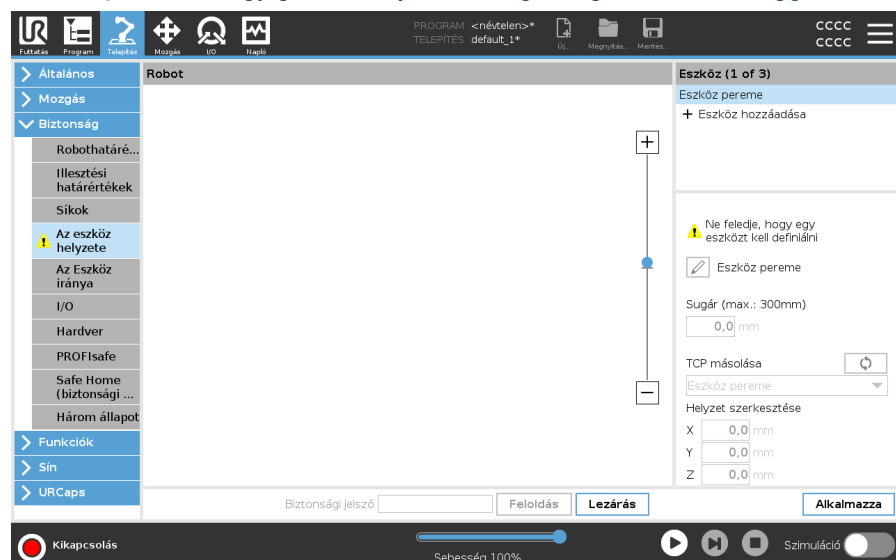 PROGRAM <névtelen>*
TELEPÍTÉS default_1*
Futtatás Program Telepítés Mozgás I/O Napló
Új... Megnyitás... Mentés...
cccc
cccc
Általános
Mozgás
Biztonság
Robothatáré...
Illesztési
határértékek
Síkok
Az eszköz
helyzete
Az Eszköz
iránya
I/O
Hardver
PROFIsafe
Safe Home
(biztonsági ...
Három állapot
Funkciók
Sín
URCaps
Robot
Eszköz (1 of 3)
Eszköz pereme
+ Eszköz hozzáadása
Ne feledje, hogy egy
eszközt kell definiálni
Eszköz pereme
Sugár (max.: 300mm)
0,0 mm
TCP másolása
Eszköz pereme
Helyzet szerkesztése
X 0,0 mm
Y 0,0 mm
Z 0,0 mm
Biztonsági jelszó Feloldás Lezárás Alkalmazza
Kikapcsolás
Sebesség 100%
Szimuláció